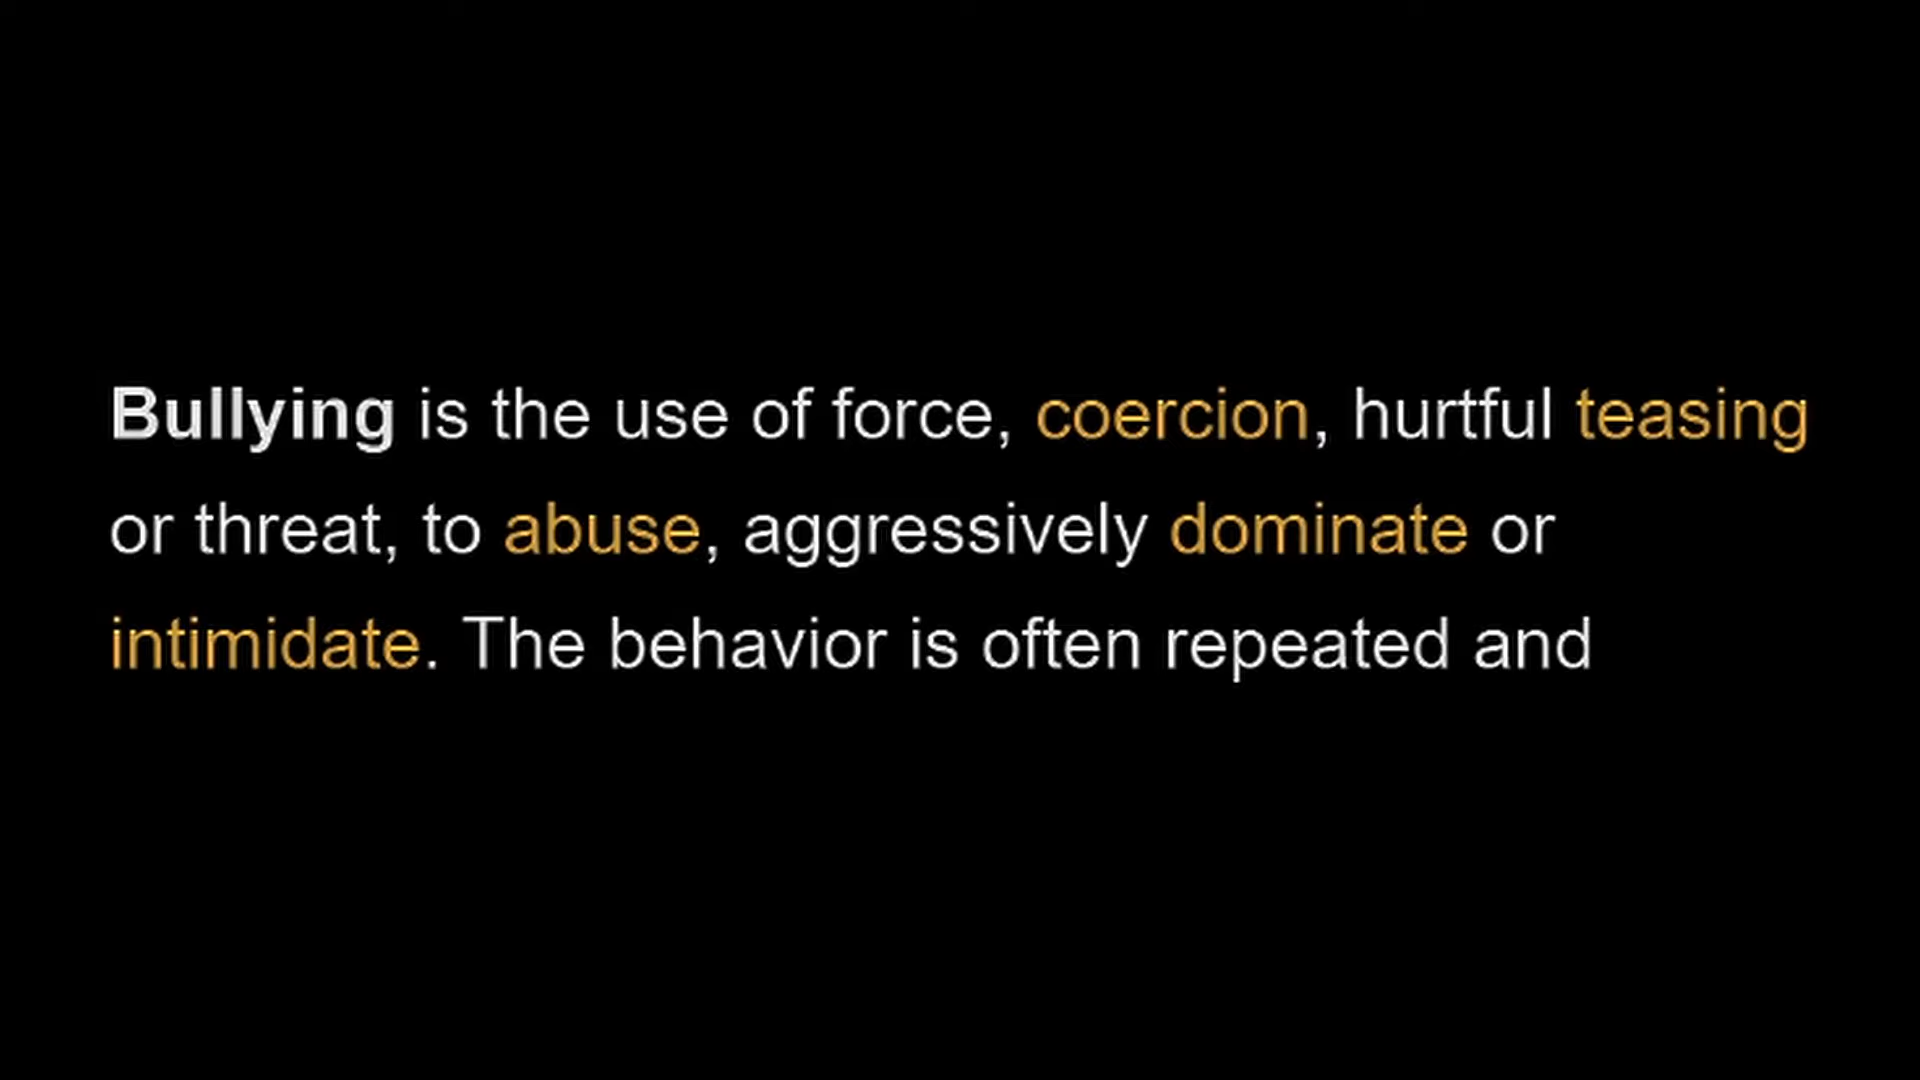 Bullying is the use of force, coercion, hurtful teasing
or threat, to abuse, aggressively dominate or
intimidate. The behavior is often repeated and